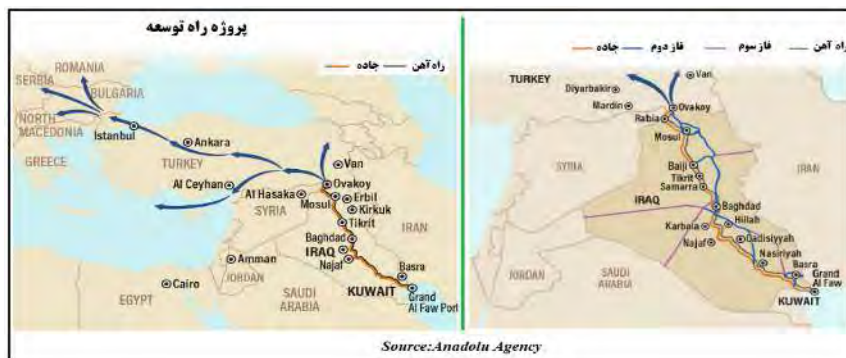 پروژه راه توسعه
راه آهن جاده
ROMANIA
SERBIA
BULGARIA
NORTH
MACEDONIA
Istanbul
GREECE
Ankara
TURKEY
Van
Al Ceyhan
Ovakoy
Al Hasaka
Mosul
Erbil
Kirkuk
SYRIA
Tikrit
IRAN
Baghdad
IRAQ
Amman
Najaf
JORDAN
Basra
Cairo
KUWAIT
EGYPT
SAUDI
ARABIA
Grand
Al Faw Port
راه آهن فاز سوم فاز دوم جاده
TURKEY
Van
Diyarbakir
Mardin
Ovakoy
Rabia
Mosul
SYRIA
Baiji
Tikrit
Samarra
IRAN
IRAQ
Baghdad
Karbala
Hillah
Najaf
Qadisiyyah
JORDAN
Nasiriyah
Basra
SAUDI
ARABIA
Grand
Al Faw
KUWAIT
Source:Anadolu Agency